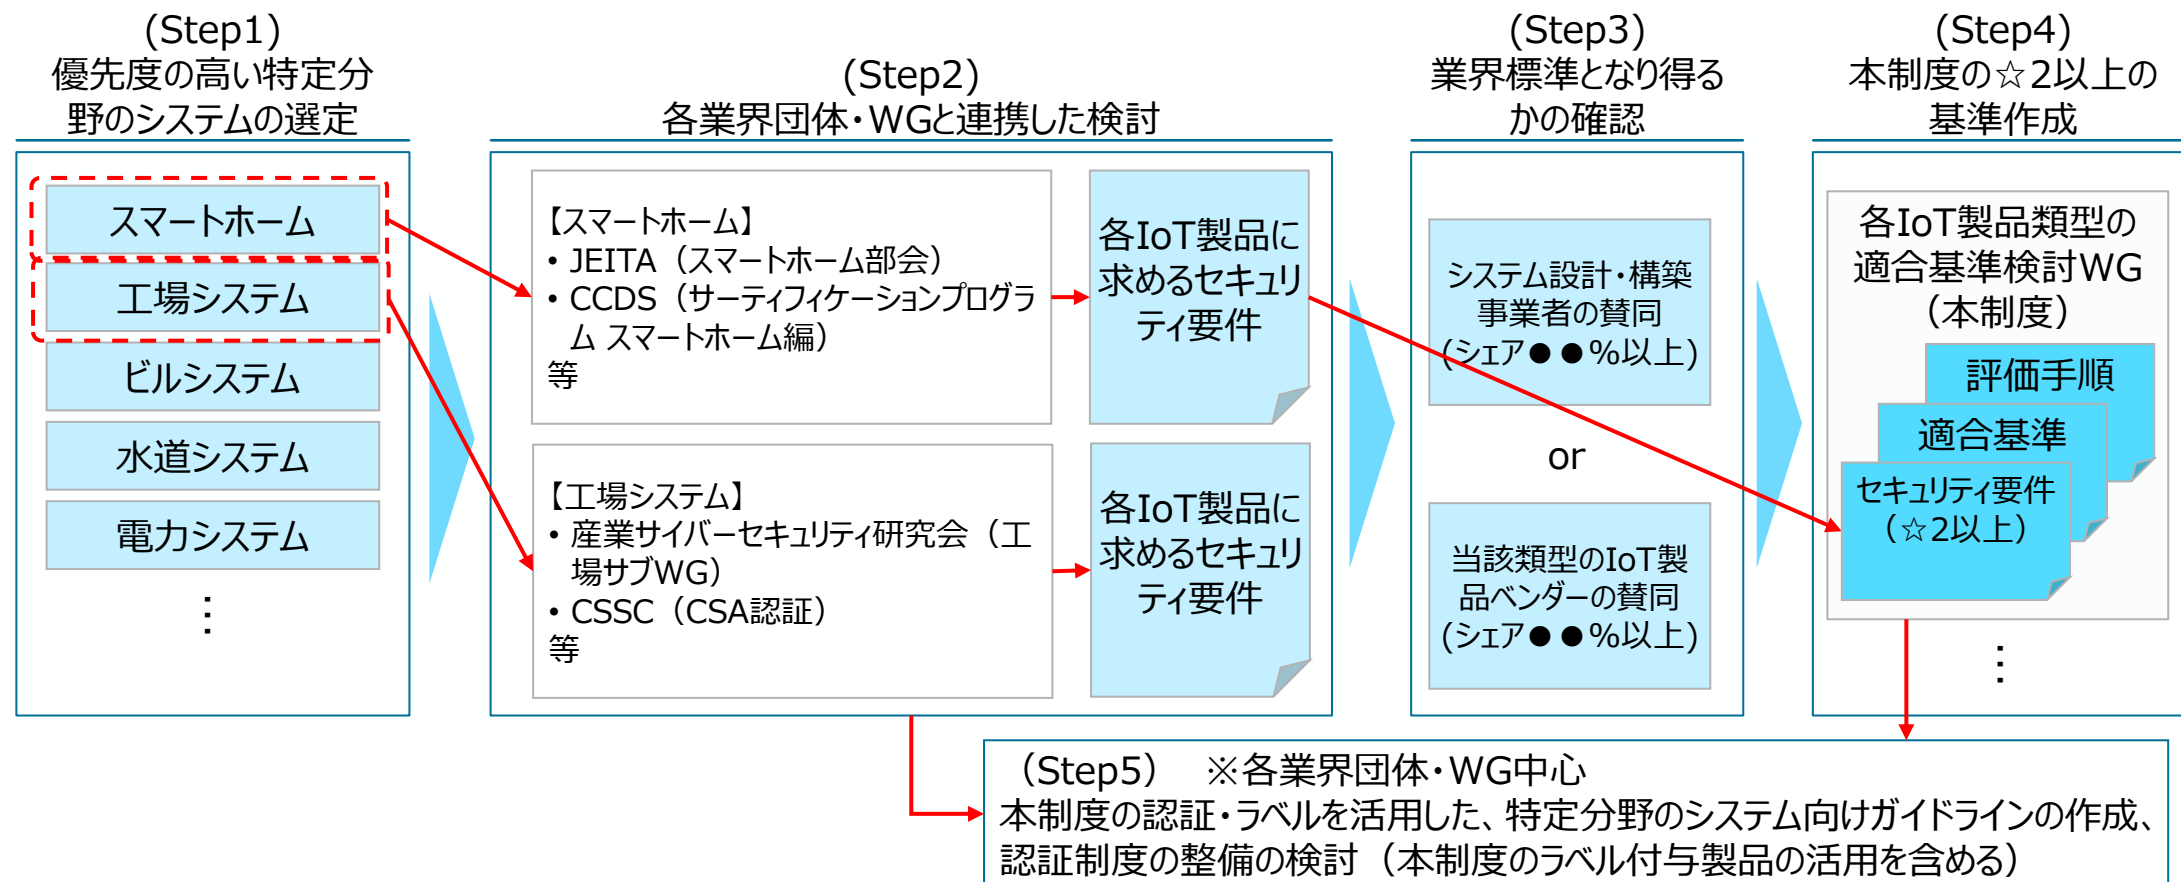 (Step1)
優先度の高い特定分
野のシステムの選定
スマートホーム
工場システム
ビルシステム
水道システム
電力システム
⋮
(Step2)
各業界団体・WGと連携した検討
【スマートホーム】
• JEITA（スマートホーム部会）
• CCDS（サーティフィケーションプログラ
ム スマートホーム編）
等
各IoT製品に
求めるセキュリ
ティ要件
【工場システム】
• 産業サイバーセキュリティ研究会（工
場サブWG）
• CSSC（CSA認証）
等
各IoT製品に
求めるセキュリ
ティ要件
(Step3)
業界標準となり得る
かの確認
システム設計・構築
事業者の賛同
(シェア●●%以上)
or
当該類型のIoT製
品ベンダーの賛同
(シェア●●%以上)
(Step4)
本制度の☆2以上の
基準作成
各IoT製品類型の
適合基準検討WG
（本制度）
評価手順
適合基準
セキュリティ要件
（☆2以上）
⋮
（Step5）　※各業界団体・WG中心
本制度の認証・ラベルを活用した、特定分野のシステム向けガイドラインの作成、
認証制度の整備の検討（本制度のラベル付与製品の活用を含める）